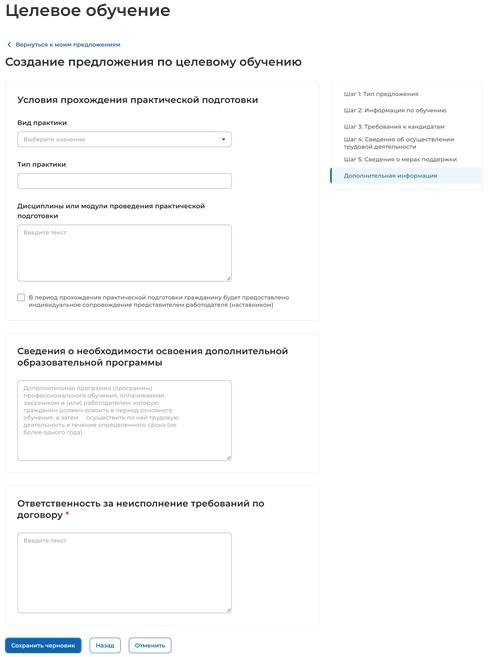 Целевое обучение
Вернуться к моим предложениям
Создание предложения по целевому обучению
Условия прохождения практической подготовки
Вид практики
Выберите значение
Тип практики
Дисциплины или модули проведения практической
подготовки
Введите текст
В период прохождения практической подготовки гражданину будет предоставлено
индивидуальное сопровождение представителем работодателя (наставником)
Сведения о необходимости освоения дополнительной
образовательной программы
Дополнительная программа (программы)
профессионального обучения, оплачиваемая
заказчиком и (или) работодателем, которую
гражданин должен освоить в период основного
обучения, а затем осуществить по ней трудовую
деятельность в течение определенного срока (не
более одного года)
Ответственность за неисполнение требований по
договору *
Введите текст
Сохранить черновик
Назад
Отменить
Шаг 1: Тип предложения
Шаг 2: Информация по обучению
Шаг 3: Требования к кандидатам
Шаг 4: Сведения об осуществлении
трудовой деятельности
Шаг 5: Сведения о мерах поддержки
Дополнительная информация